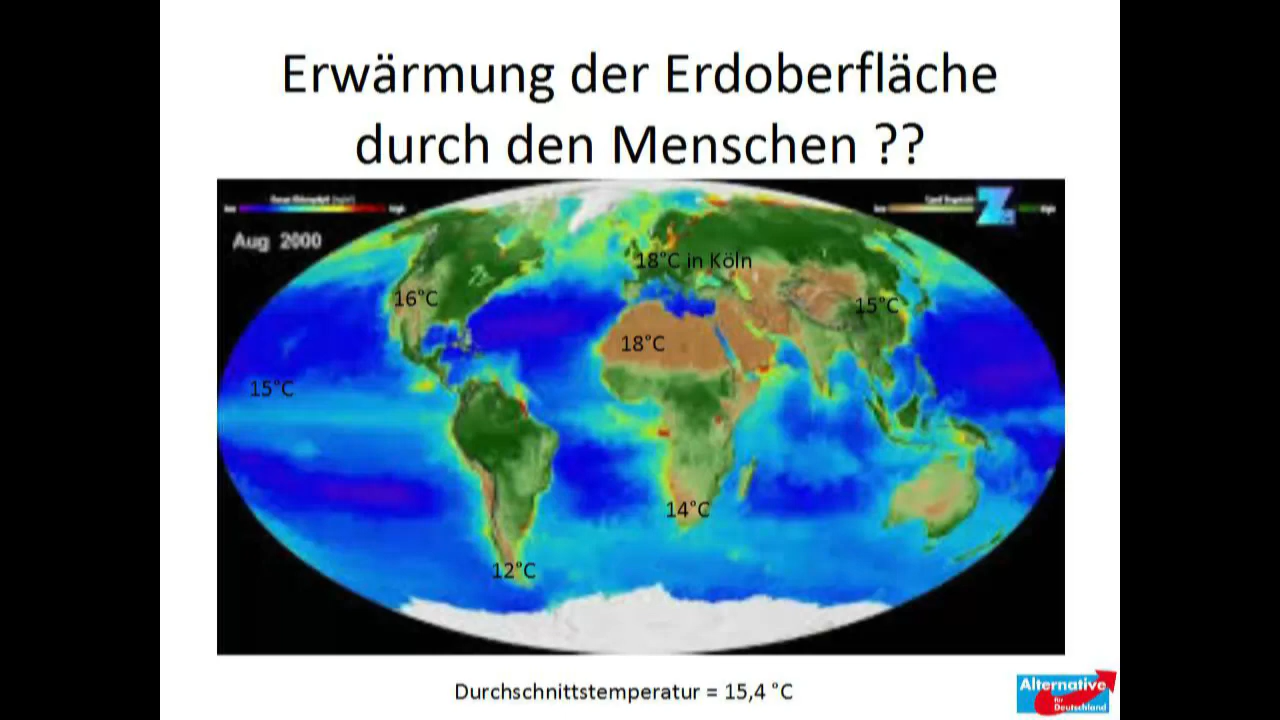 Erwärmung der Erdoberfläche
durch den Menschen ??
Aug 2000
18°C in Köln
16°C
15°C
18°C
15°C
14°C
12°C
Durchschnittstemperatur = 15,4 °C
Alternative
für
Deutschland